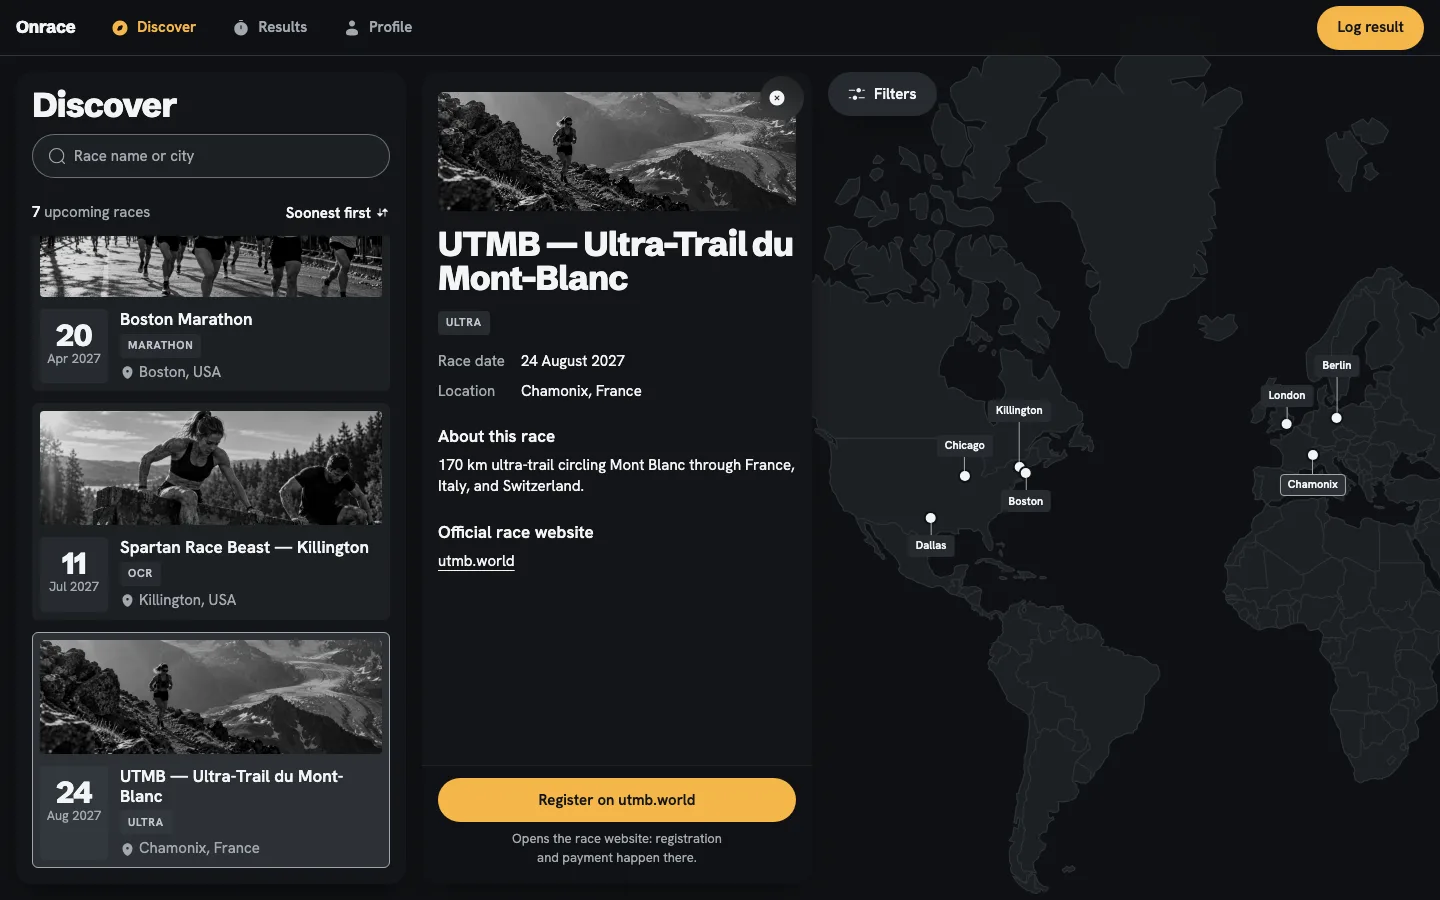 Onrace
Discover
Results
Profile
Log result
Discover
Race name or city
7 upcoming races
Soonest first
20
Apr 2027
Boston Marathon
MARATHON
Boston, USA
11
Jul 2027
Spartan Race Beast — Killington
OCR
Killington, USA
24
Aug 2027
UTMB — Ultra-Trail du Mont-
Blanc
ULTRA
Chamonix, France
UTMB — Ultra-Trail du
Mont-Blanc
ULTRA
Race date 24 August 2027
Location Chamonix, France
About this race
170 km ultra-trail circling Mont Blanc through France,
Italy, and Switzerland.
Official race website
utmb.world
Register on utmb.world
Opens the race website: registration
and payment happen there.
Filters
Berlin
London
Killington
Chicago
Chamonix
Boston
Dallas